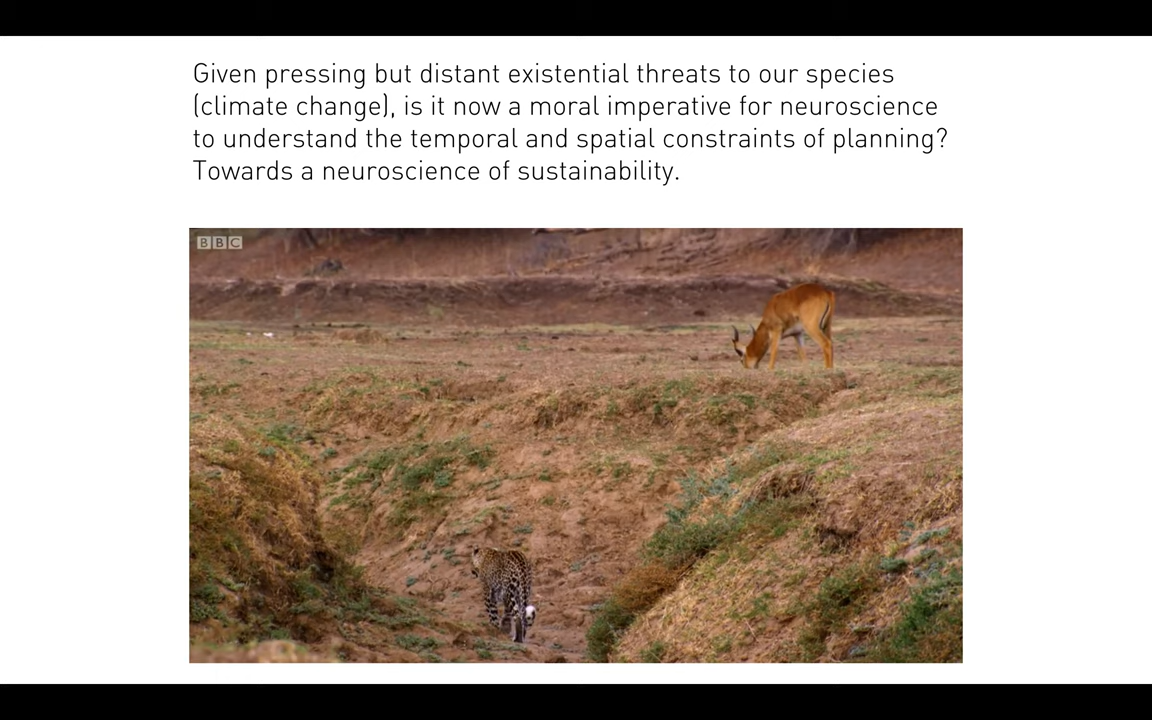 Given pressing but distant existential threats to our species
(climate change), is it now a moral imperative for neuroscience
to understand the temporal and spatial constraints of planning?
Towards a neuroscience of sustainability.
BBC